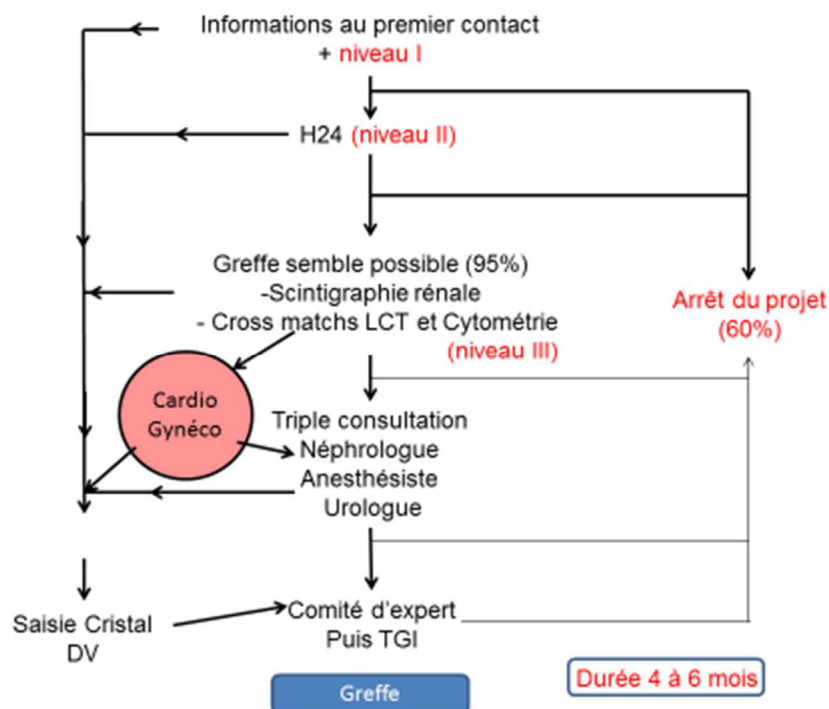 Informations au premier contact
+ niveau I
H24 (niveau II)
Greffe semble possible (95%)
-Scintigraphie rénale
- Cross matchs LCT et Cytométrie
(niveau III)
Arrêt du projet
(60%)
Cardio
Gynéco
Triple consultation
Néphrologue
Anesthésiste
Urologue
Saisie Cristal
DV
Comité d'expert
Puis TGI
Greffe
Durée 4 à 6 mois